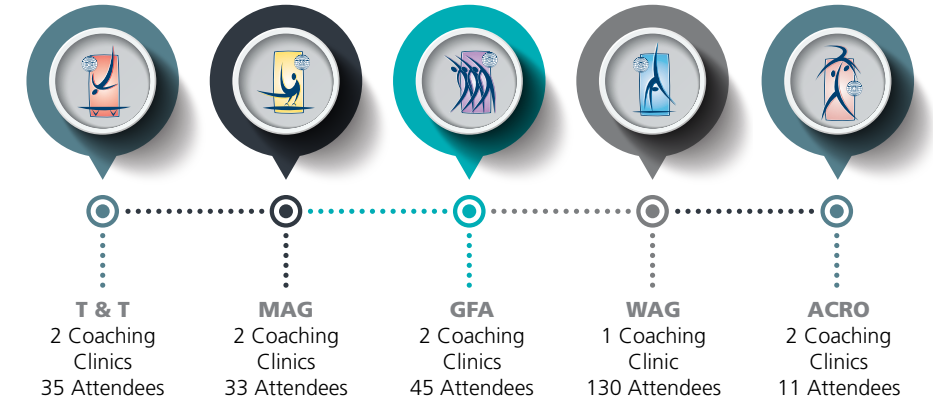 T & T
2 Coaching
Clinics
35 Attendees
MAG
2 Coaching
Clinics
33 Attendees
GFA
2 Coaching
Clinics
45 Attendees
WAG
1 Coaching
Clinic
130 Attendees
ACRO
2 Coaching
Clinics
11 Attendees